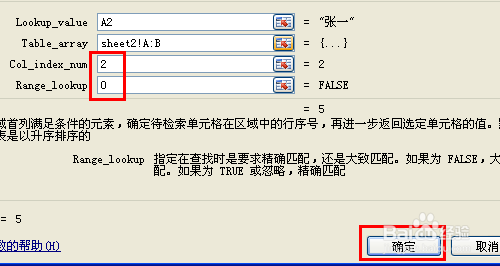 Lookup_value A2 = "张一"
Table_array sheet2!A:B = {...}
Col_index_num 2 = 2
Range_lookup 0 = FALSE
= 5
域首列满足条件的元素，确定待检索单元格在区域中的行序号，再进一步返回选定单元格的值。
表是以升序排序的
Range_lookup 指定在查找时是要求精确匹配，还是大致匹配。如果为 FALSE，大
配。如果为 TRUE 或忽略，精确匹配
= 5
数的帮助(H)
确定
取消